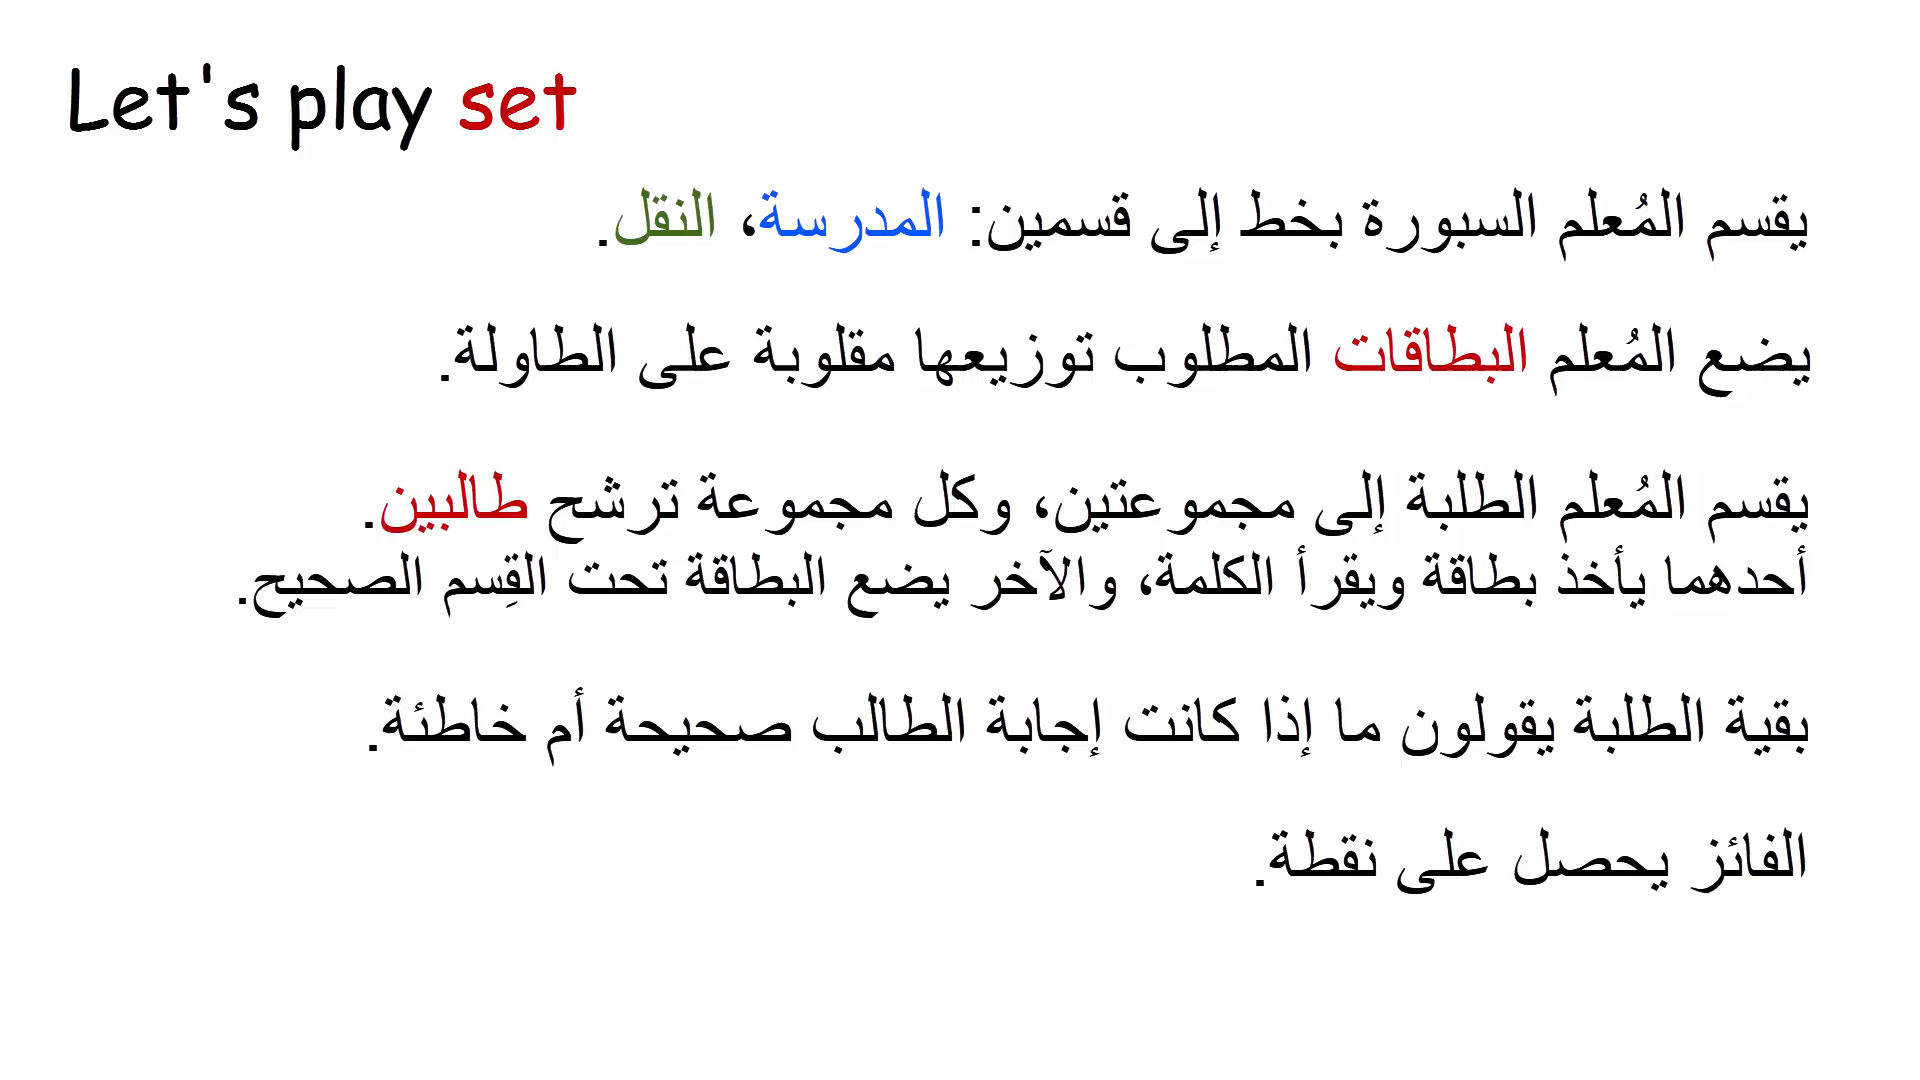 Let's play set
يقسم المُعلم السبورة بخط إلى قسمين: المدرسة، النقل.
يضع المُعلم البطاقات المطلوب توزيعها مقلوبة على الطاولة.
يقسم المُعلم الطلبة إلى مجموعتين، وكل مجموعة ترشح طالبين.
أحدهما يأخذ بطاقة ويقرأ الكلمة، والآخر يضع البطاقة تحت القِسم الصحيح.
بقية الطلبة يقولون ما إذا كانت إجابة الطالب صحيحة أم خاطئة.
الفائز يحصل على نقطة.